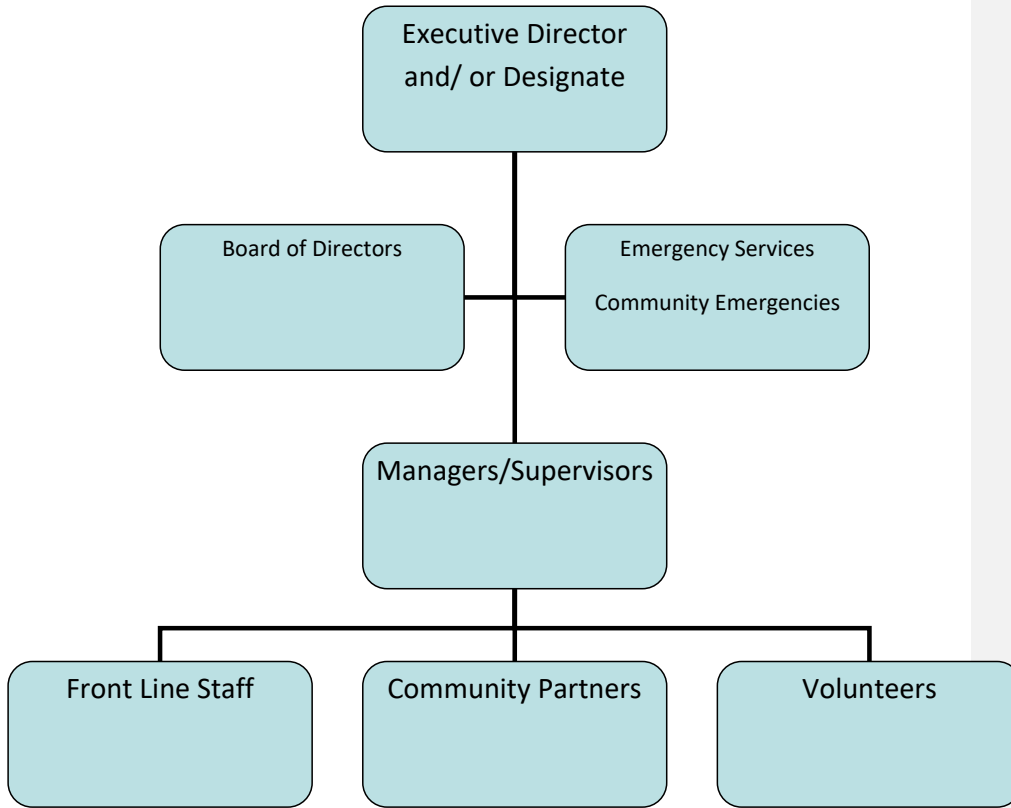 Executive Director
and/ or Designate
Board of Directors
Emergency Services
Community Emergencies
Managers/Supervisors
Front Line Staff
Community Partners
Volunteers